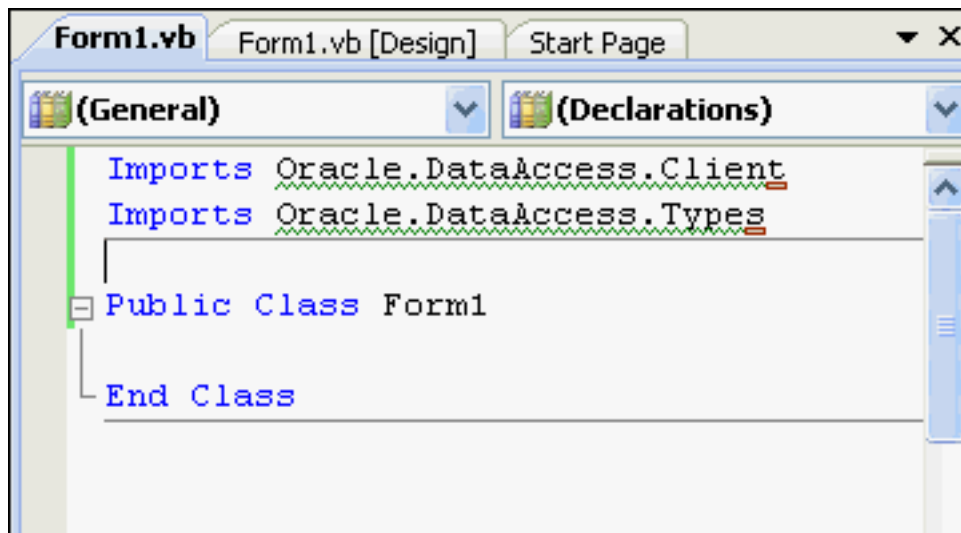 Form1.vb Form1.vb [Design] Start Page
(General) (Declarations)
Imports Oracle.DataAccess.Client
Imports Oracle.DataAccess.Types
Public Class Form1
End Class